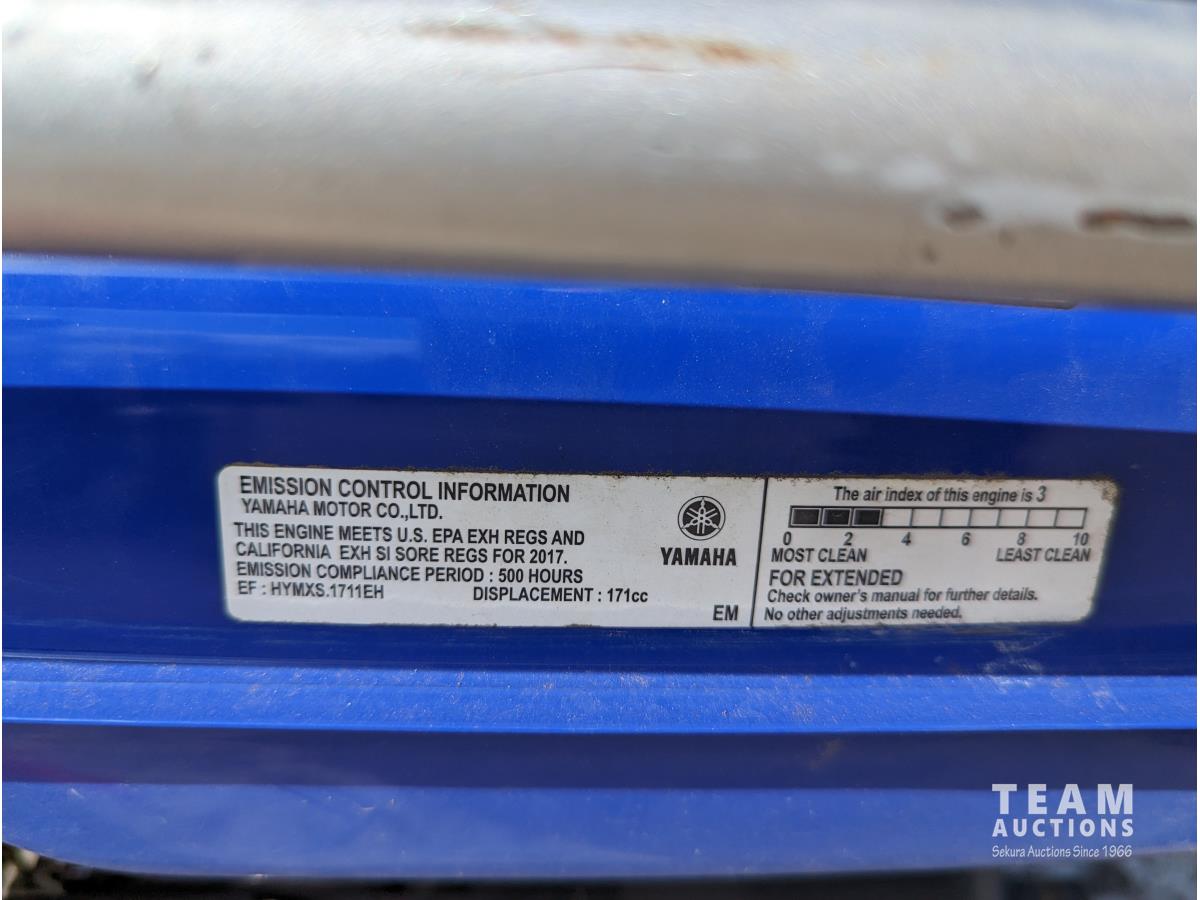 EMISSION CONTROL INFORMATION
YAMAHA MOTOR CO.,LTD.
THIS ENGINE MEETS U.S. EPA EXH REGS AND
CALIFORNIA EXH SI SORE REGS FOR 2017.
EMISSION COMPLIANCE PERIOD : 500 HOURS
EF : HYMXS.1711EH DISPLACEMENT : 171cc
YAMAHA
EM
The air index of this engine is 3
0 2 4 6 8 10
MOST CLEAN LEAST CLEAN
FOR EXTENDED
Check owner's manual for further details.
No other adjustments needed.
TEAM
AUCTIONS
Sekura Auctions Since 1966